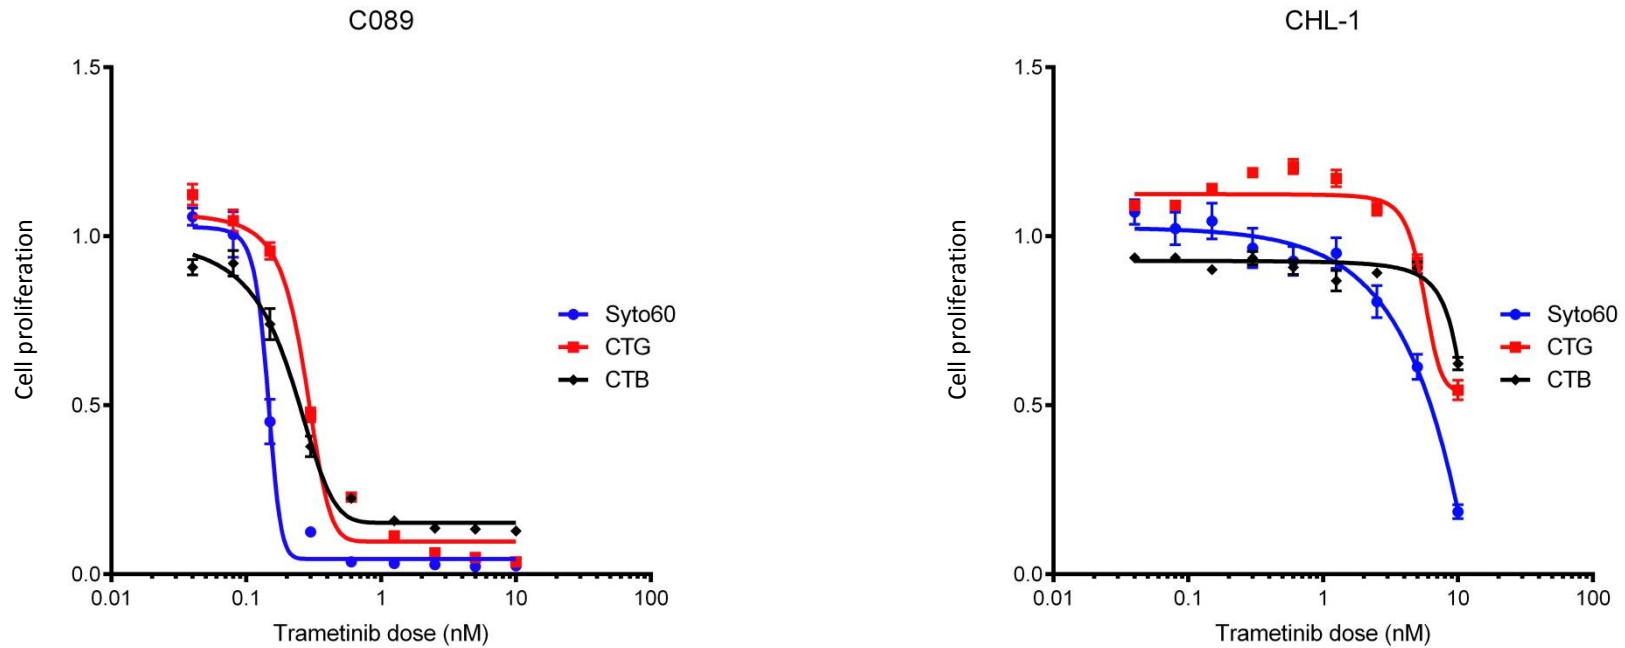 C089
Cell proliferation
1.5
1.0
0.5
0.0
0.01
0.1
1
10
100
Trametinib dose (nM)
Syto60
CTG
CTB
CHL-1
Cell proliferation
1.5
1.0
0.5
0.0
0.01
0.1
1
10
100
Trametinib dose (nM)
Syto60
CTG
CTB